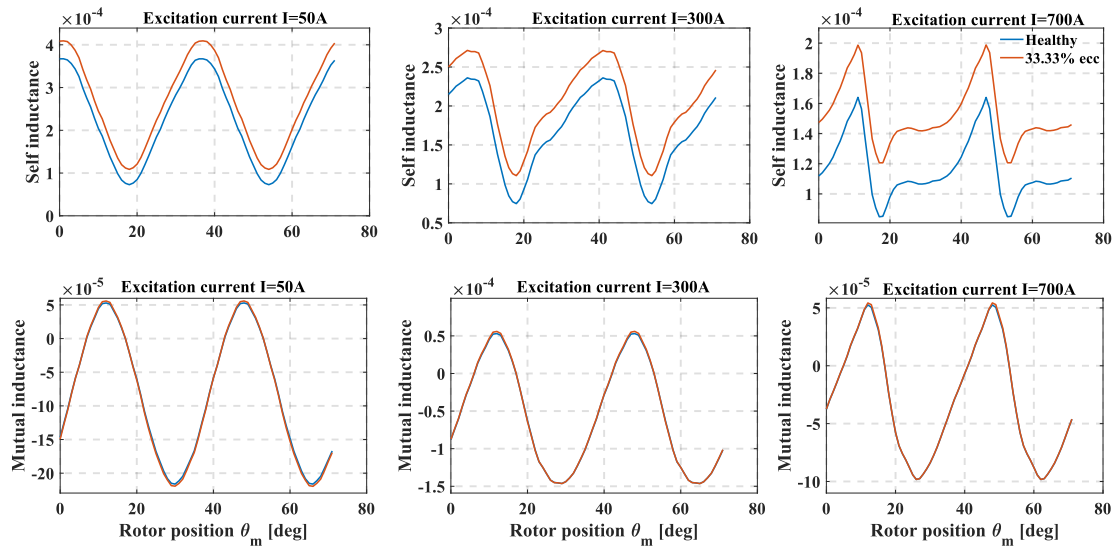 ×10⁻⁴ Excitation current I=50A
Self inductance
4
3
2
1
0
0 20 40 60 80
×10⁻⁴ Excitation current I=300A
Self inductance
3
2.5
2
1.5
1
0.5
0 20 40 60 80
×10⁻⁴ Excitation current I=700A
Self inductance
2
1.8
1.6
1.4
1.2
1
0 20 40 60 80
Healthy
33.33% ecc
×10⁻⁵ Excitation current I=50A
Mutual inductance
5
0
-5
-10
-15
-20
0 20 40 60 80
Rotor position θm [deg]
×10⁻⁴ Excitation current I=300A
Mutual inductance
0.5
0
-0.5
-1
-1.5
0 20 40 60 80
Rotor position θm [deg]
×10⁻⁵ Excitation current I=700A
Mutual inductance
5
0
-5
-10
0 20 40 60 80
Rotor position θm [deg]